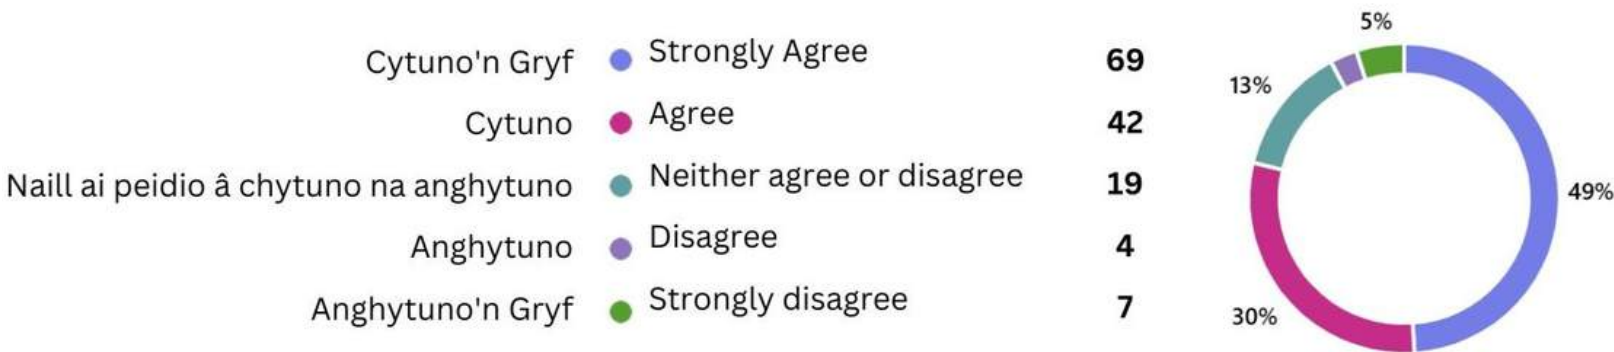 Cytuno'n Gryf Strongly Agree 69
Cytuno Agree 42
Naill ai peidio â chytuno na anghytuno Neither agree or disagree 19
Anghytuno Disagree 4
Anghytuno'n Gryf Strongly disagree 7
5%
13%
49%
30%